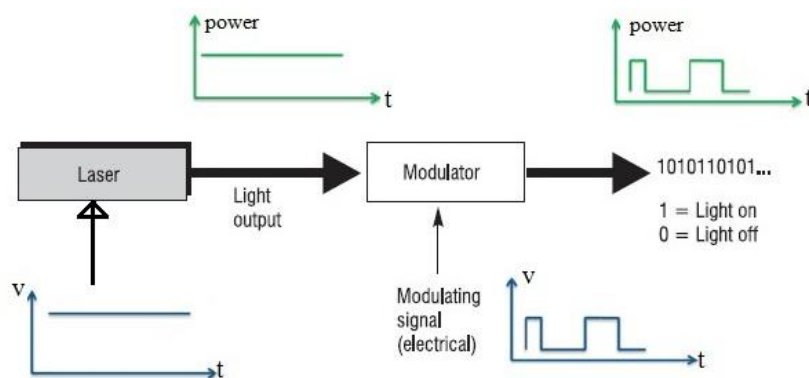 power
t
power
t
Laser
Light
output
Modulator
1010110101...
1 = Light on
0 = Light off
v
t
Modulating
signal
(electrical)
v
t